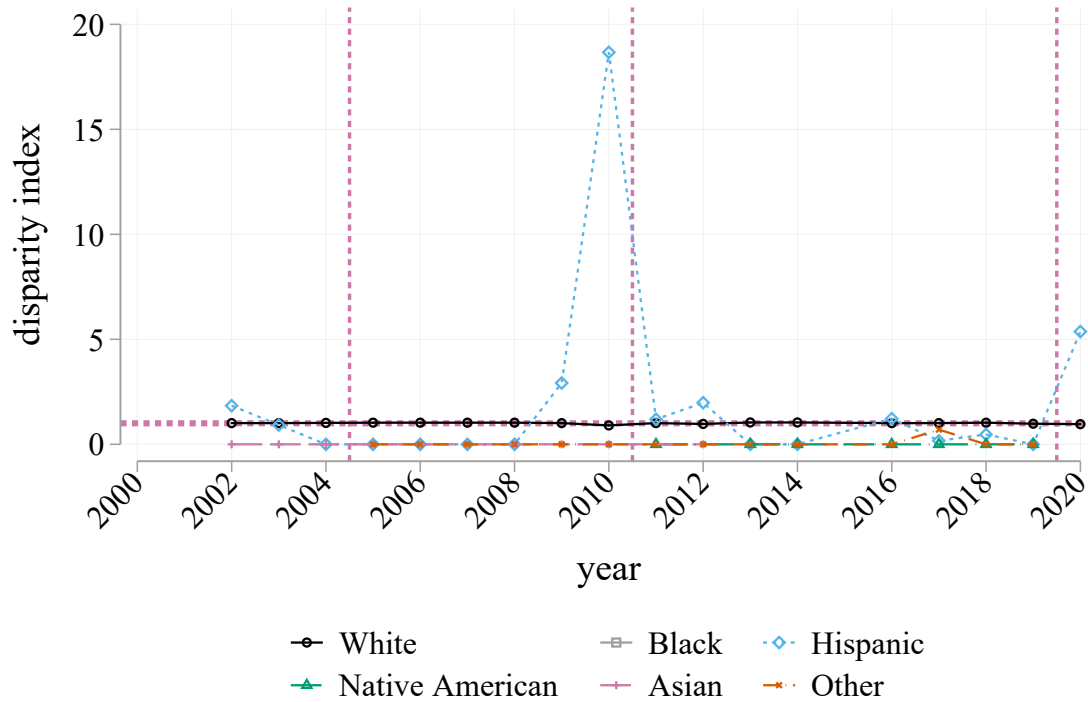 20
15
10
5
0
disparity index
2000
2002
2004
2006
2008
2010
2012
2014
2016
2018
2020
year
White
Black
Hispanic
Native American
Asian
Other